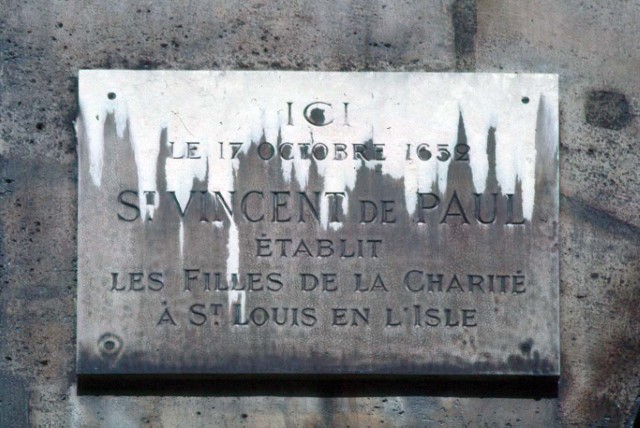 ICI
LE 17 OCTOBRE 1652
ST VINCENT DE PAUL
ÉTABLIT
LES FILLES DE LA CHARITÉ
À ST LOUIS EN L'ISLE